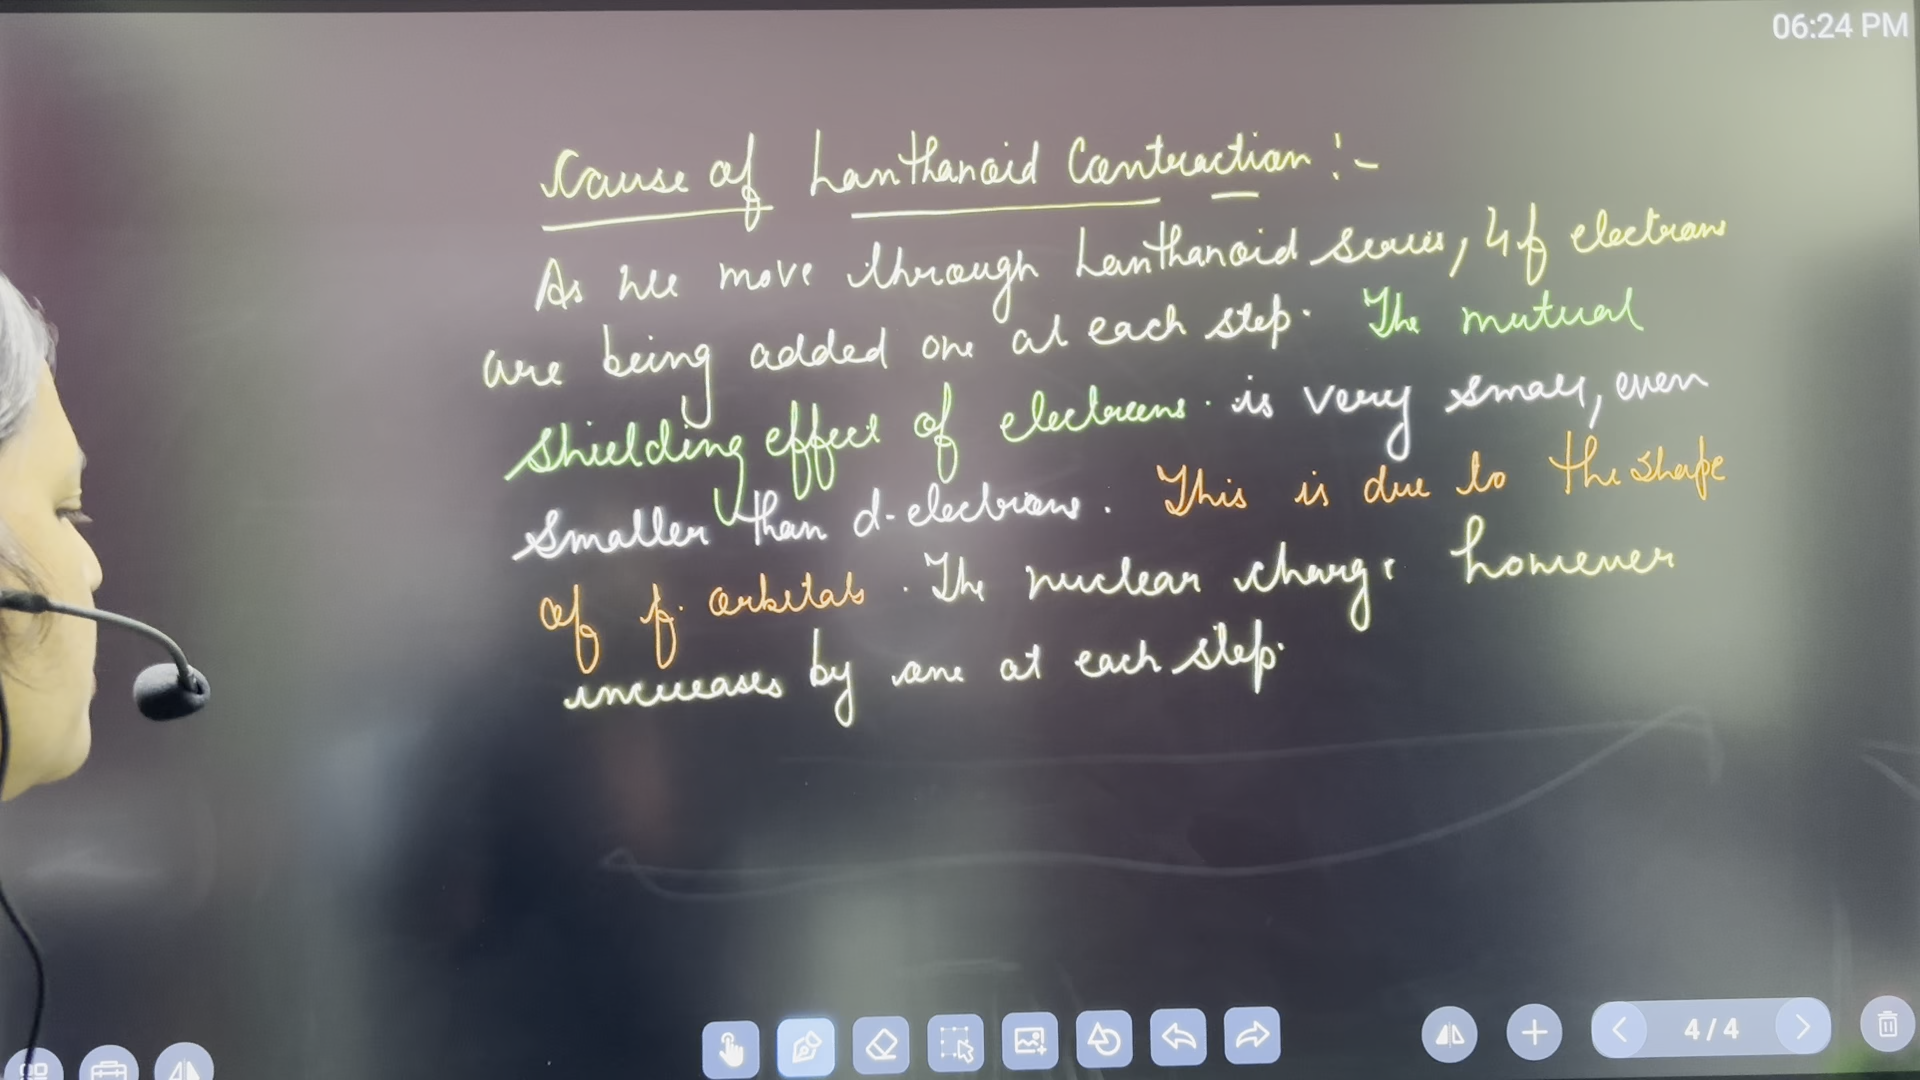 06:24 PM
Cause of Lanthanoid Contraction :-
As we move through Lanthanoid series, 4f electrons
are being added one at each step. The mutual
shielding effect of electrons is very small, even
smaller than d-electrons. This is due to the shape
of f-orbitals. The nuclear charge however
increases by one at each step.
4/4